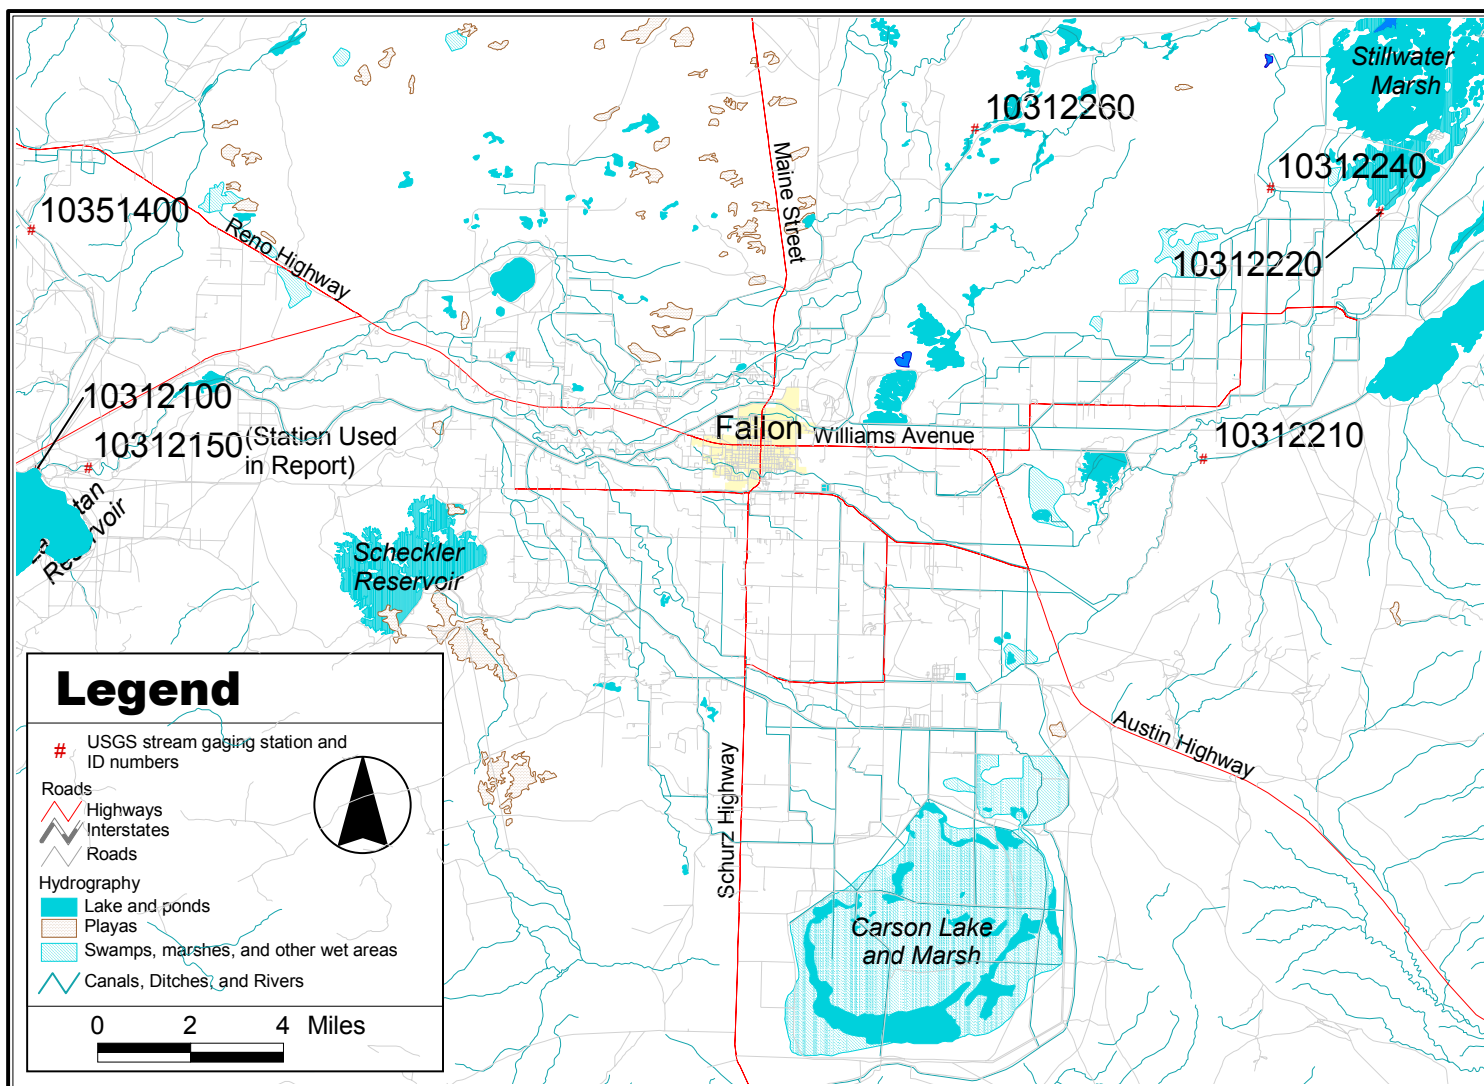 Stillwater
Marsh
10312260
10312240
10351400
Maine Street
Reno Highway
10312220
10312100
Fallon
Williams Avenue
10312210
10312150
(Station Used
in Report)
Scheckler
Reservoir
Legend
# USGS stream gaging station and
ID numbers
Roads
Highways
Interstates
Roads
Hydrography
Lake and ponds
Playas
Swamps, marshes, and other wet areas
Canals, Ditches, and Rivers
0 2 4 Miles
Schurz Highway
Austin Highway
Carson Lake
and Marsh